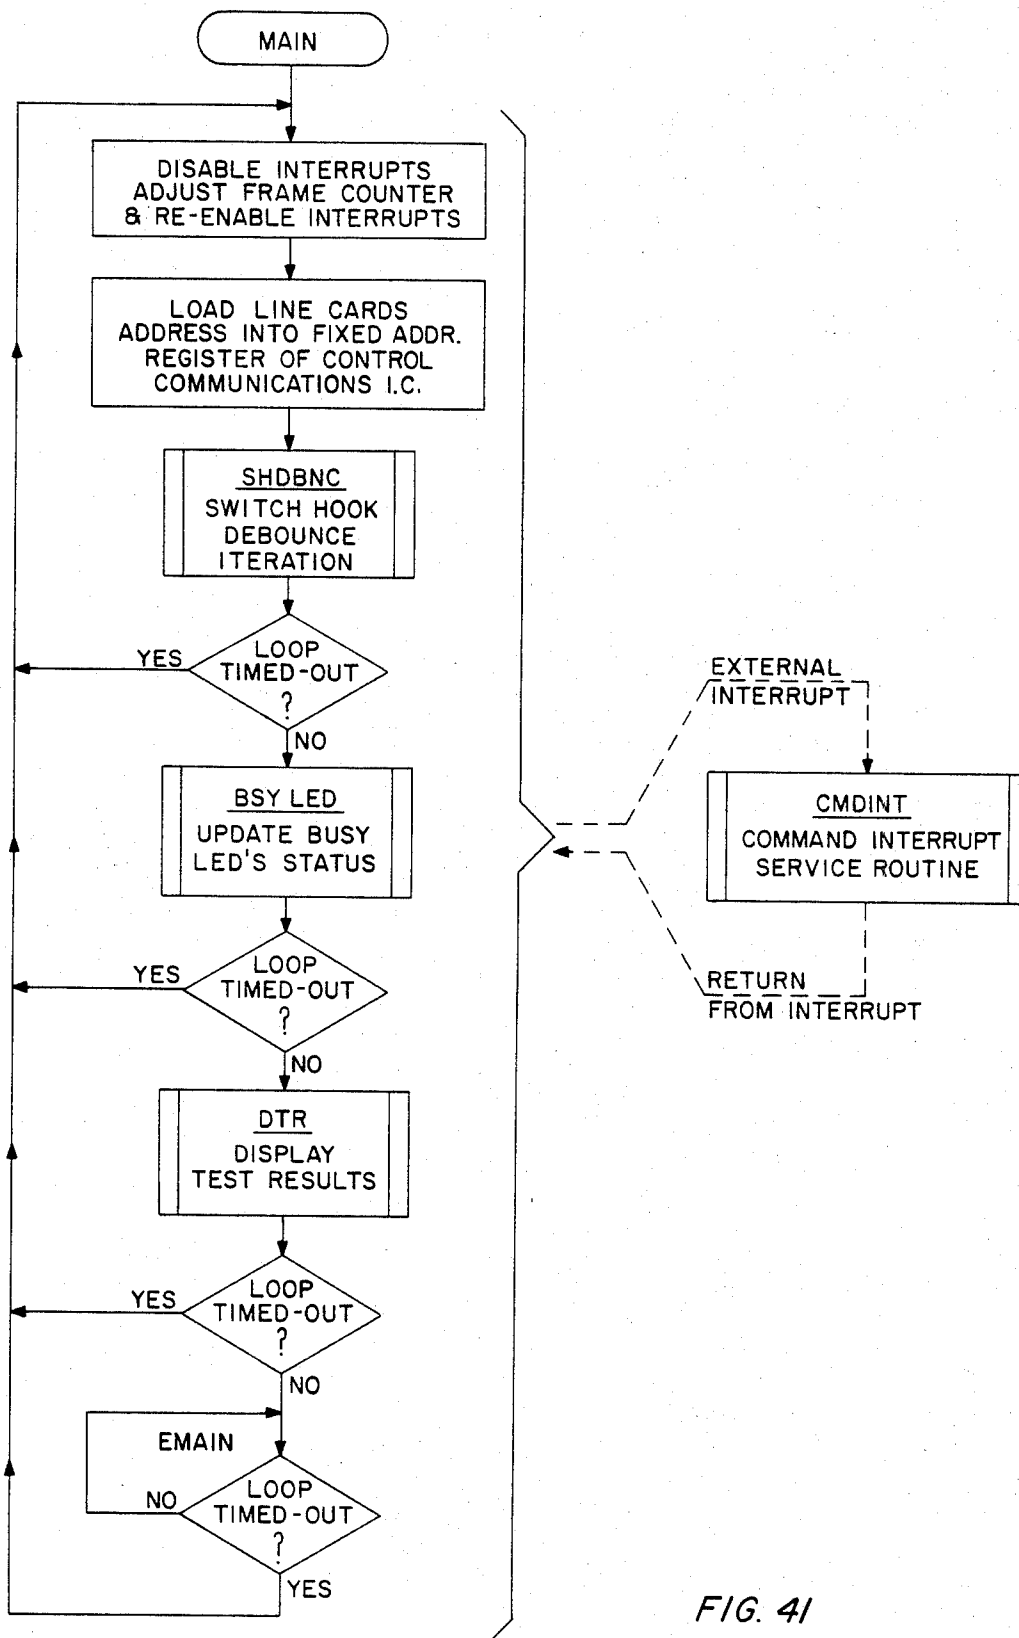 MAIN
DISABLE INTERRUPTS
ADJUST FRAME COUNTER
& RE-ENABLE INTERRUPTS
LOAD LINE CARDS
ADDRESS INTO FIXED ADDR.
REGISTER OF CONTROL
COMMUNICATIONS I.C.
SHDBNC
SWITCH HOOK
DEBOUNCE
ITERATION
LOOP
TIMED-OUT
?
YES
NO
BSY LED
UPDATE BUSY
LED'S STATUS
LOOP
TIMED-OUT
?
YES
NO
DTR
DISPLAY
TEST RESULTS
LOOP
TIMED-OUT
?
YES
NO
EMAIN
LOOP
TIMED-OUT
?
NO
YES
EXTERNAL
INTERRUPT
CMDINT
COMMAND INTERRUPT
SERVICE ROUTINE
RETURN
FROM INTERRUPT
FIG. 41